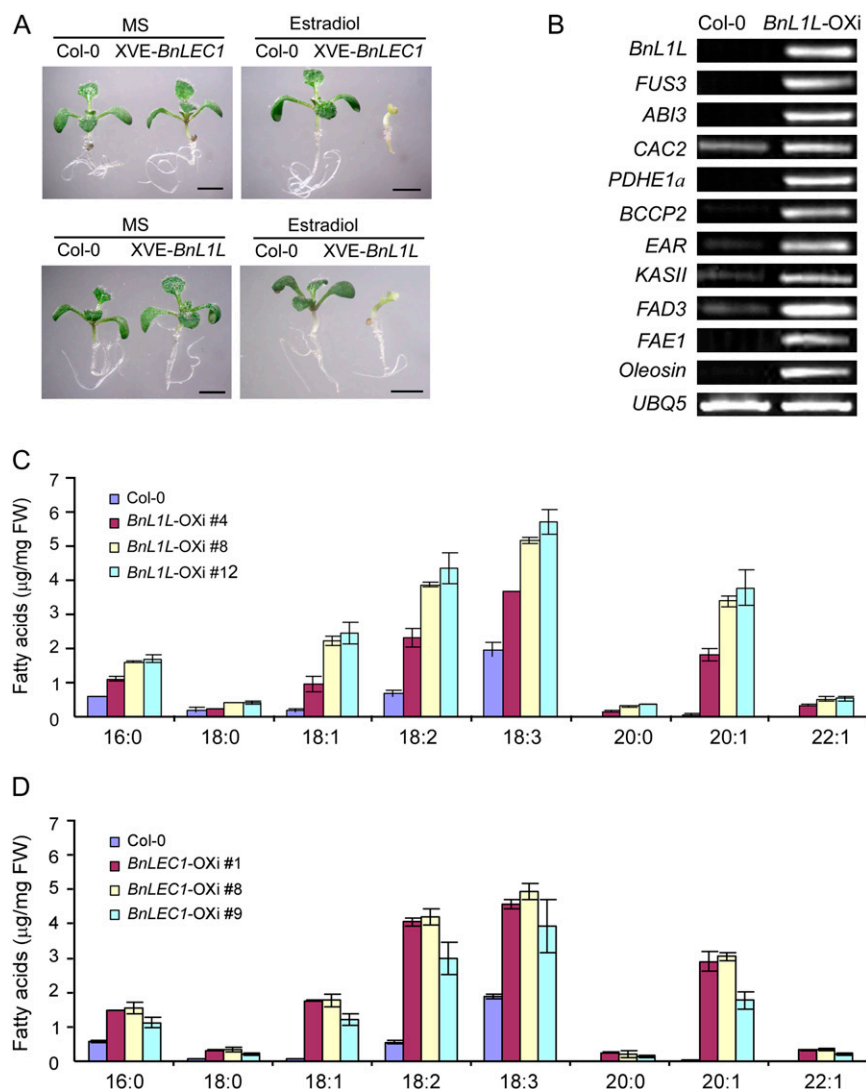 A
MS
Estradiol
Col-0 XVE-BnLEC1
Col-0 XVE-BnLEC1
MS
Estradiol
Col-0 XVE-BnL1L
Col-0 XVE-BnL1L
B
Col-0 BnL1L-OXi
BnL1L
FUS3
ABI3
CAC2
PDHE1α
BCCP2
EAR
KASII
FAD3
FAE1
Oleosin
UBQ5
C
Fatty acids (μg/mg FW)
7
6
5
4
3
2
1
0
Col-0
BnL1L-OXi #4
BnL1L-OXi #8
BnL1L-OXi #12
16:0 18:0 18:1 18:2 18:3 20:0 20:1 22:1
D
Fatty acids (μg/mg FW)
7
6
5
4
3
2
1
0
Col-0
BnLEC1-OXi #1
BnLEC1-OXi #8
BnLEC1-OXi #9
16:0 18:0 18:1 18:2 18:3 20:0 20:1 22:1